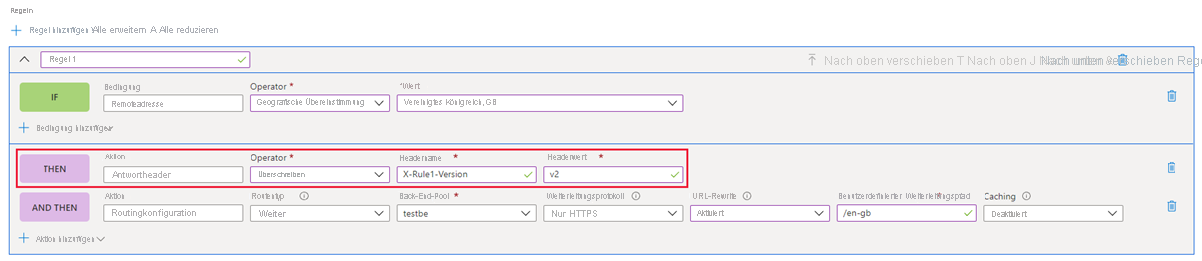 Regeln
Regel hinzufügen Alle erweitern A Alle reduzieren
Regel 1
Nach oben verschieben T Nach oben J Nach unten verschieben Rege
Bedingung Operator * *Wert
IF Remoteadresse Geografische Übereinstimmung Vereinigtes Königreich, GB
Bedingung hinzufügen
Aktion Operator * Headername * Headerwert *
THEN Antwortheader Überschreiben X-Rule1-Version v2
Aktion Routentyp Back-End-Pool * Weiterleitungsprotokoll URL-Rewrite Benutzerdefinierter Weiterleitungspfad Caching
AND THEN Routingkonfiguration Weiter testbe Nur HTTPS Aktiviert /en-gb Deaktiviert
Aktion hinzufügen